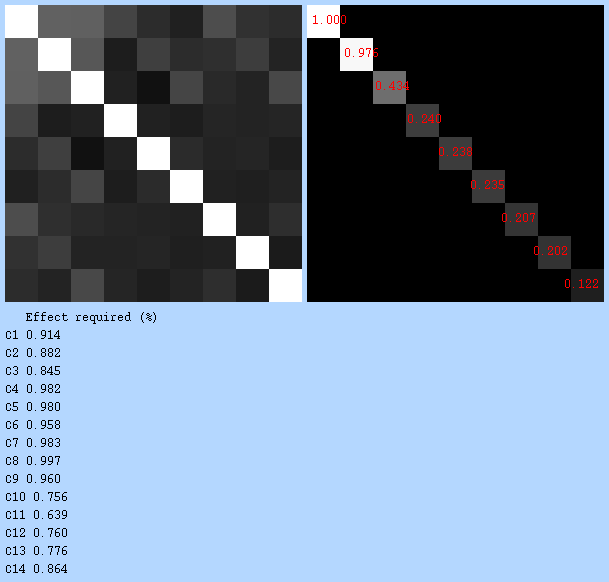 1.000
0.976
0.434
0.240
0.238
0.235
0.207
0.202
0.122
Effect required (%)
C1 0.914
C2 0.882
C3 0.845
C4 0.982
C5 0.980
C6 0.958
C7 0.983
C8 0.997
C9 0.960
C10 0.756
C11 0.639
C12 0.760
C13 0.776
C14 0.864